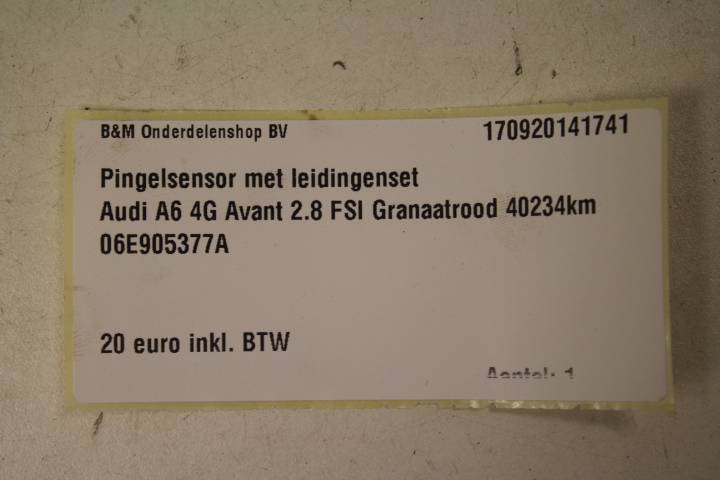 B&M Onderdelenshop BV 170920141741
Pingelsensor met leidingenset
Audi A6 4G Avant 2.8 FSI Granaatrood 40234km
06E905377A
20 euro inkl. BTW
Aantal: 1